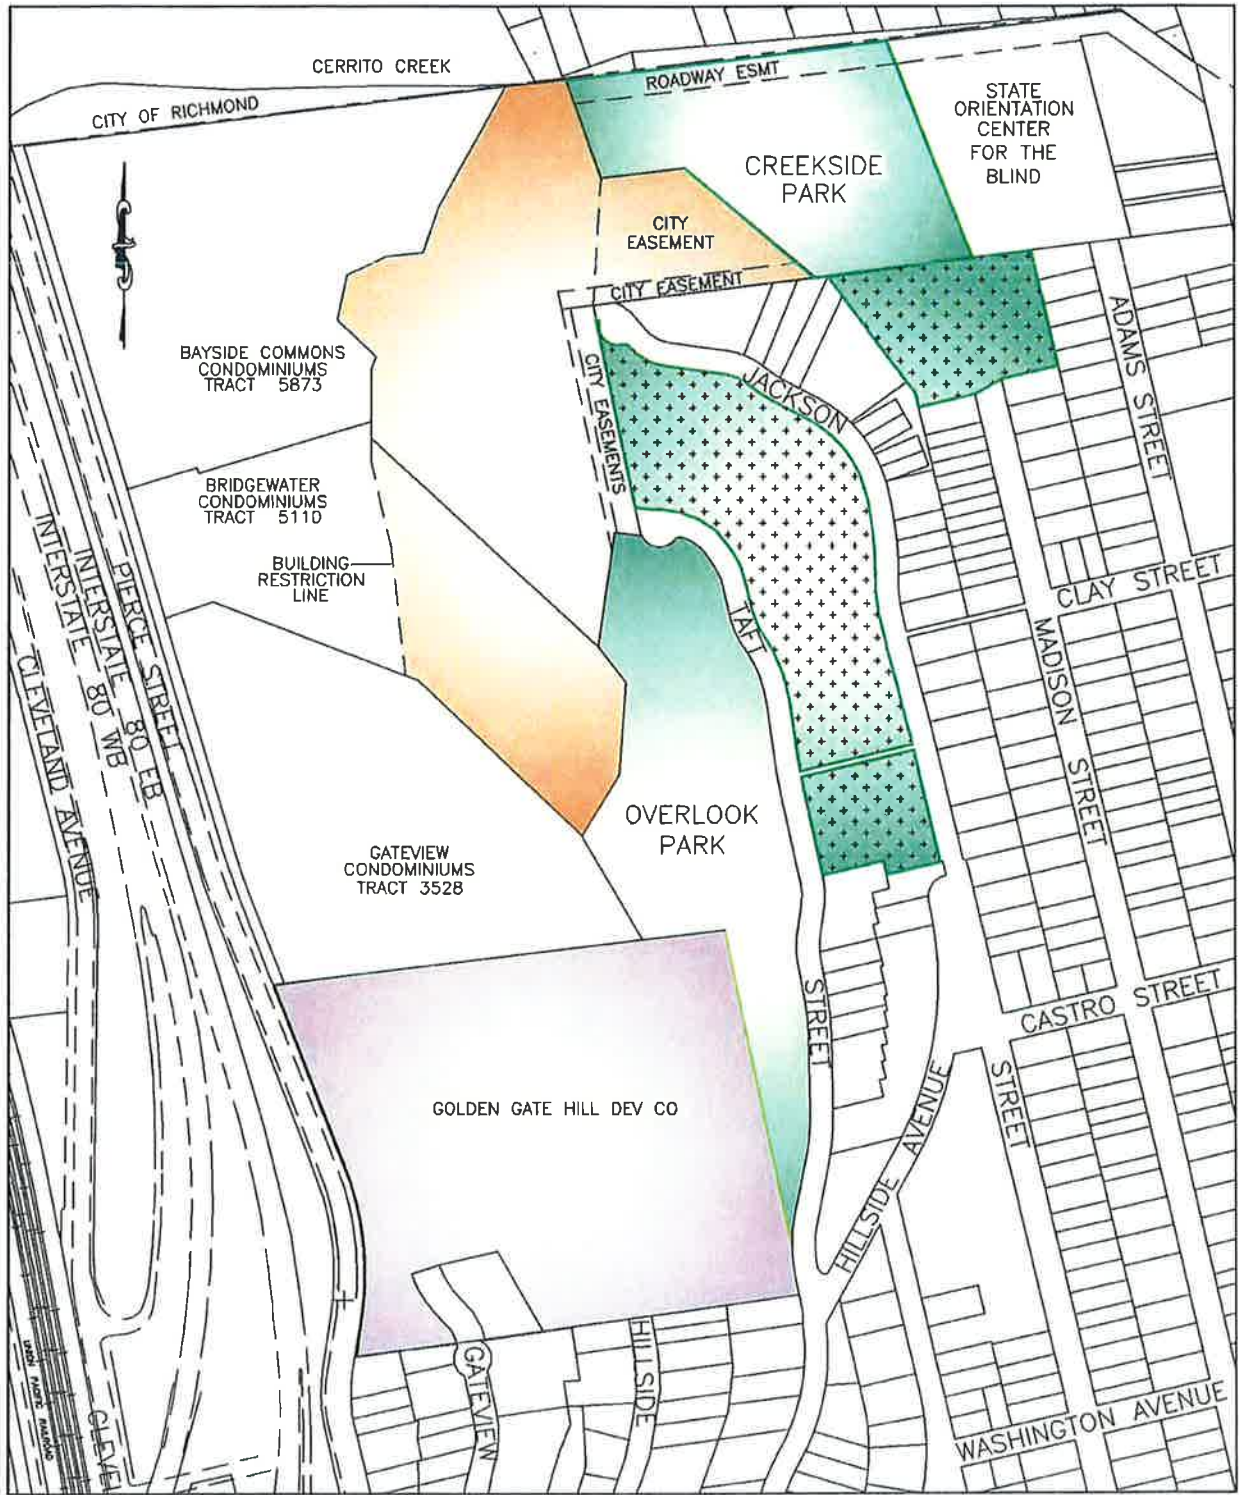 CERRITO CREEK
CITY OF RICHMOND
ROADWAY ESMT
STATE
ORIENTATION
CENTER
FOR THE
BLIND
CREEKSIDE
PARK
CITY
EASEMENT
CITY EASEMENT
CITY EASEMENTS
BAYSIDE COMMONS
CONDOMINIUMS
TRACT 5873
JACKSON
ADAMS STREET
BRIDGEWATER
CONDOMINIUMS
TRACT 5110
BUILDING
RESTRICTION
LINE
PIERCE STREET
INTERSTATE 80 EB
INTERSTATE 80 WB
CLEVELAND AVENUE
TAFT
STREET
CLAY STREET
MADISON STREET
OVERLOOK
PARK
GATEVIEW
CONDOMINIUMS
TRACT 3528
CASTRO STREET
STREET
HILLSIDE AVENUE
GOLDEN GATE HILL DEV CO
HILLSIDE
GATEVIEW
WASHINGTON AVENUE
UNION PACIFIC RAILROAD
CLEVEL